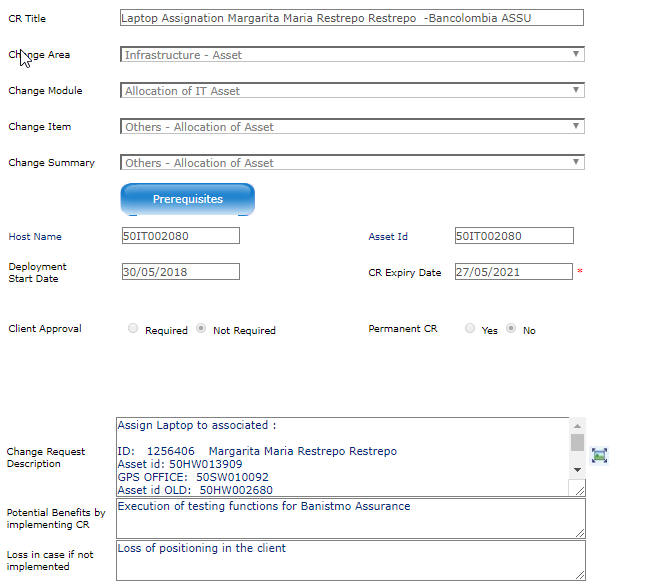 CR Title Laptop Assignation Margarita Maria Restrepo Restrepo -Bancolombia ASSU
Change Area Infrastructure - Asset
Change Module Allocation of IT Asset
Change Item Others - Allocation of Asset
Change Summary Others - Allocation of Asset
Prerequisites
Host Name 50IT002080 Asset Id 50IT002080
Deployment
Start Date 30/05/2018 CR Expiry Date 27/05/2021 *
Client Approval Required Not Required Permanent CR Yes No
Change Request
Description
Assign Laptop to associated :
ID: 1256406 Margarita Maria Restrepo Restrepo
Asset id: 50HW013909
GPS OFFICE: 50SW010092
Asset id OLD: 50HW002680
Potential Benefits by
implementing CR
Execution of testing functions for Banistmo Assurance
Loss in case if not
implemented
Loss of positioning in the client